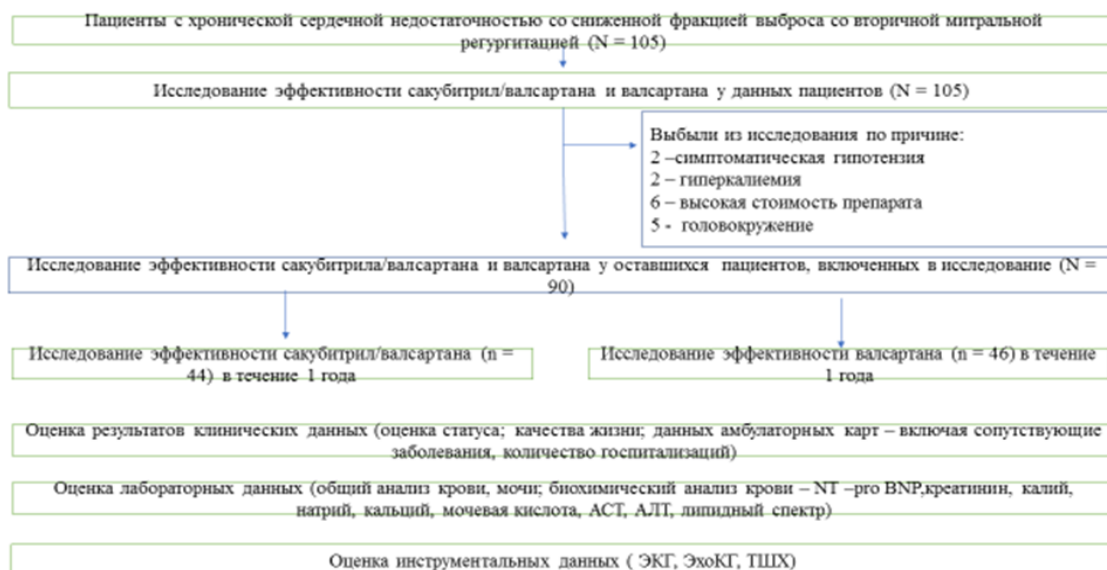 Пациенты с хронической сердечной недостаточностью со сниженной фракцией выброса со вторичной митральной
регургитацией (N = 105)
Исследование эффективности сакубитрил/валсартана и валсартана у данных пациентов (N = 105)
Выбыли из исследования по причине:
2 –симптоматическая гипотензия
2 – гиперкалиемия
6 – высокая стоимость препарата
5 - головокружение
Исследование эффективности сакубитрила/валсартана и валсартана у оставшихся пациентов, включенных в исследование (N =
90)
Исследование эффективности сакубитрил/валсартана (n =
44) в течение 1 года
Исследование эффективности валсартана (n = 46) в течение
1 года
Оценка результатов клинических данных (оценка статуса; качества жизни; данных амбулаторных карт – включая сопутствующие
заболевания, количество госпитализаций)
Оценка лабораторных данных (общий анализ крови, мочи; биохимический анализ крови – NT –pro BNP,креатинин, калий,
натрий, кальций, мочевая кислота, АСТ, АЛТ, липидный спектр)
Оценка инструментальных данных ( ЭКГ, ЭхоКГ, ТШХ)